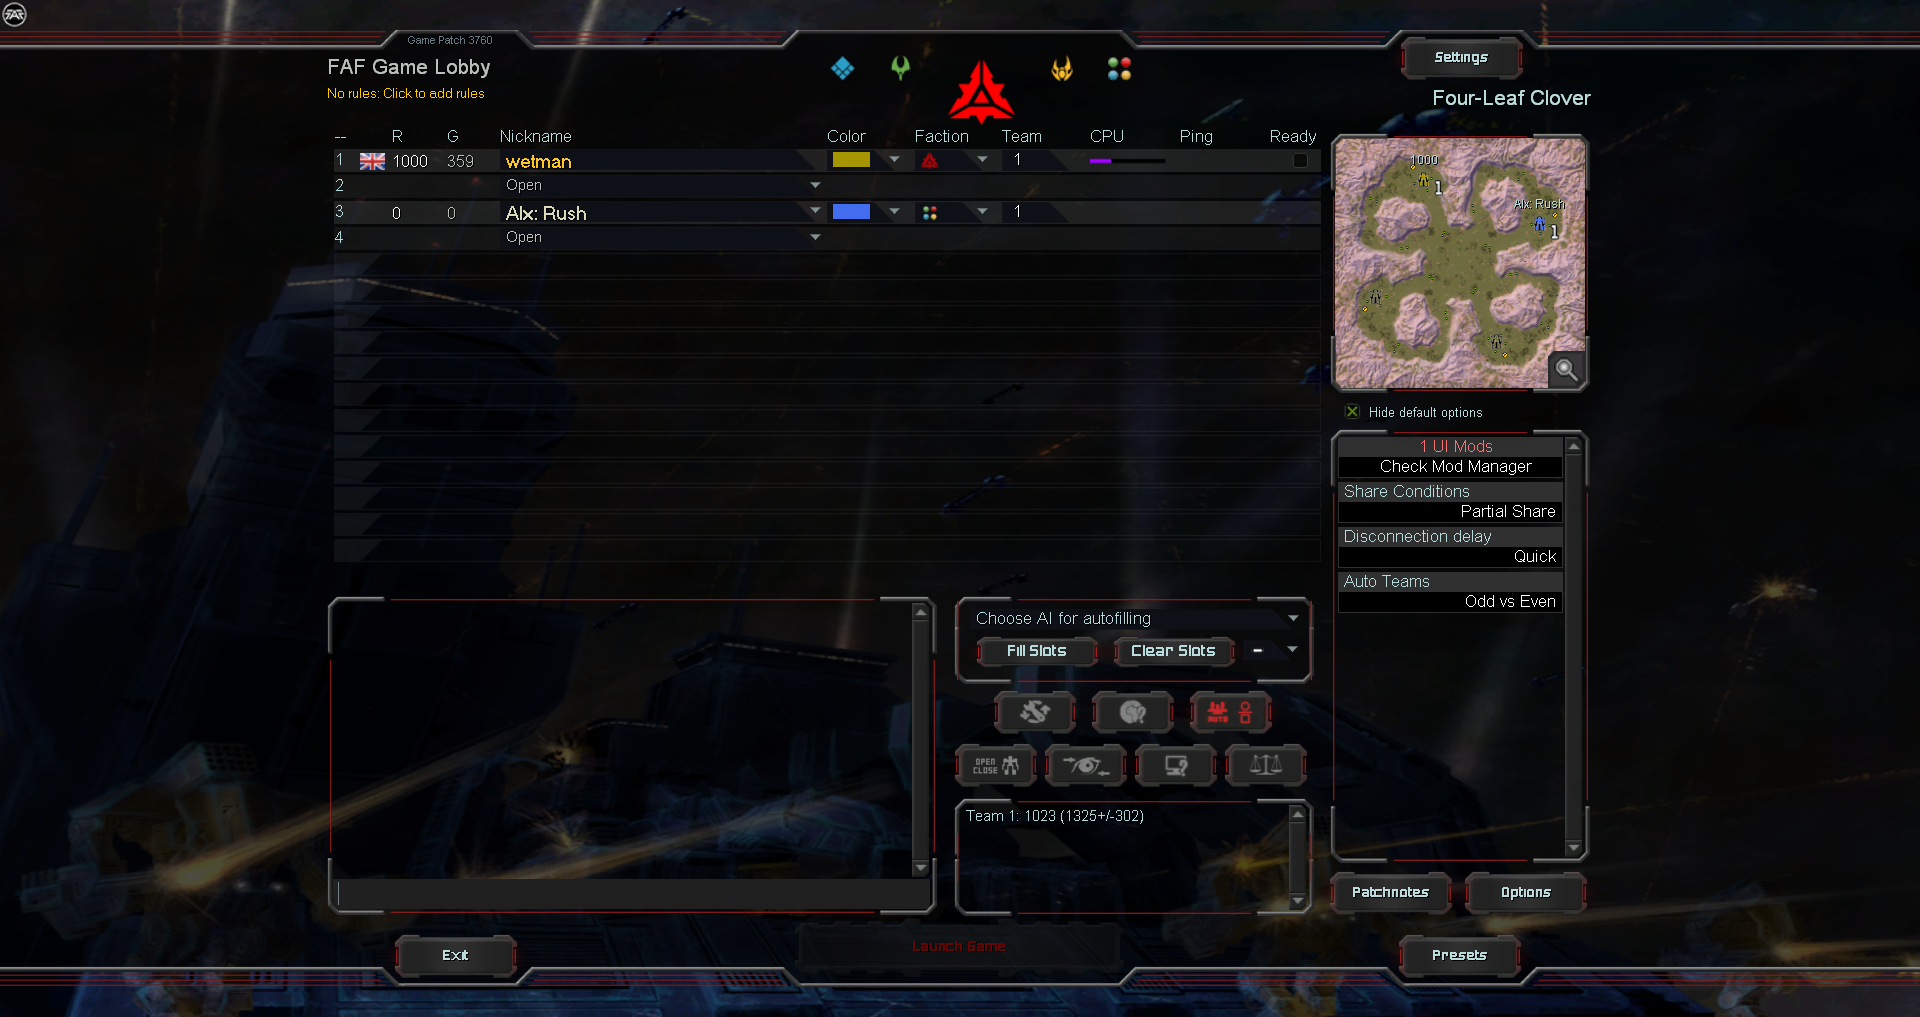 Game Patch 3760
FAF Game Lobby
No rules: Click to add rules
Settings
Four-Leaf Clover
-- R G Nickname Color Faction Team CPU Ping Ready
1 1000 359 wetman 1
2 Open
3 0 0 AIx: Rush 1
4 Open
1000
1
AIx: Rush
1
Hide default options
1 UI Mods
Check Mod Manager
Share Conditions
Partial Share
Disconnection delay
Quick
Auto Teams
Odd vs Even
Choose AI for autofilling
Fill Slots Clear Slots -
AUTO
OPEN
CLOSE
Team 1: 1023 (1325+/-302)
Patchnotes Options
Launch Game
Exit
Presets